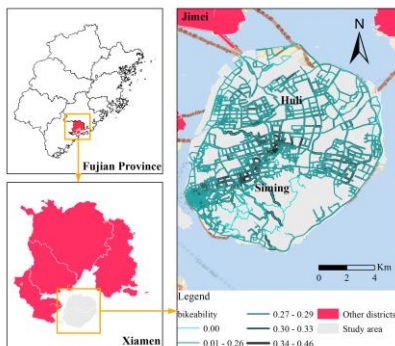 Fujian Province
Xiamen
Jimei
N
Huli
Siming
0 2 4
Km
Legend
bikeability
0.00
0.01 - 0.26
0.27 - 0.29
0.30 - 0.33
0.34 - 0.46
Other districts
Study area